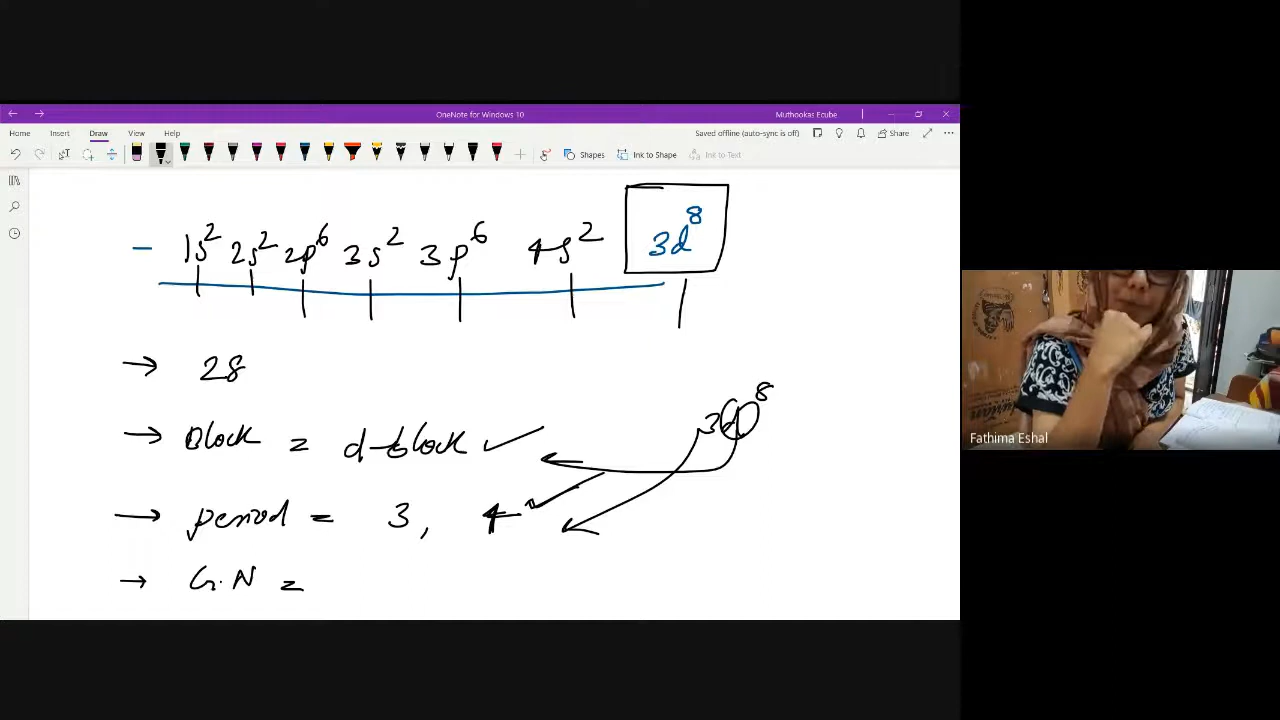 OneNote for Windows 10
Muthookas Ecube
Home Insert Draw View Help
Saved offline (auto-sync is off)
Share
Shapes
Ink to Shape
Ink to Text
- 1s² 2s² 2p⁶ 3s² 3p⁶ 4s² 3d⁸
→ 28
3d⁸
→ Block = d-block ✓
→ period = 3, 4 ✓
→ G.N =
Fathima Eshal